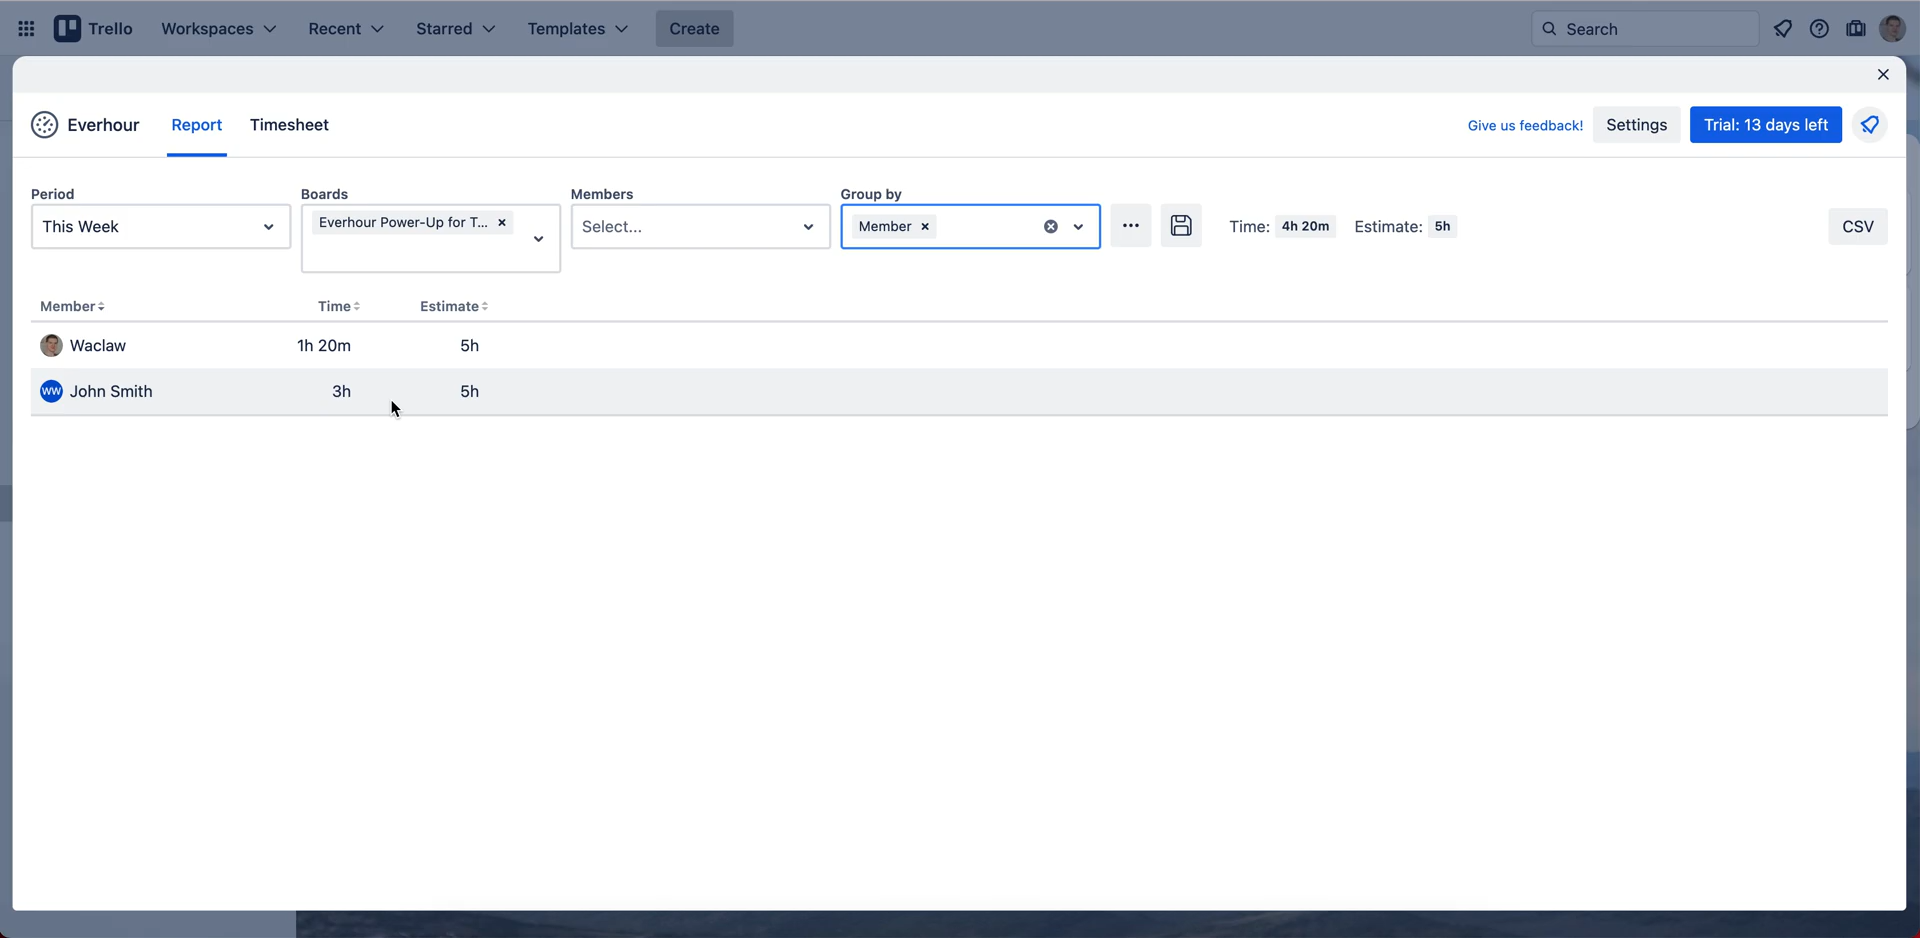 Trello Workspaces Recent Starred Templates Create Search
Everhour Report Timesheet Give us feedback! Settings Trial: 13 days left
Period Boards Members Group by
This Week Everhour Power-Up for T... × Select... Member × ... Time: 4h 20m Estimate: 5h CSV
Member Time Estimate
Waclaw 1h 20m 5h
WW John Smith 3h 5h